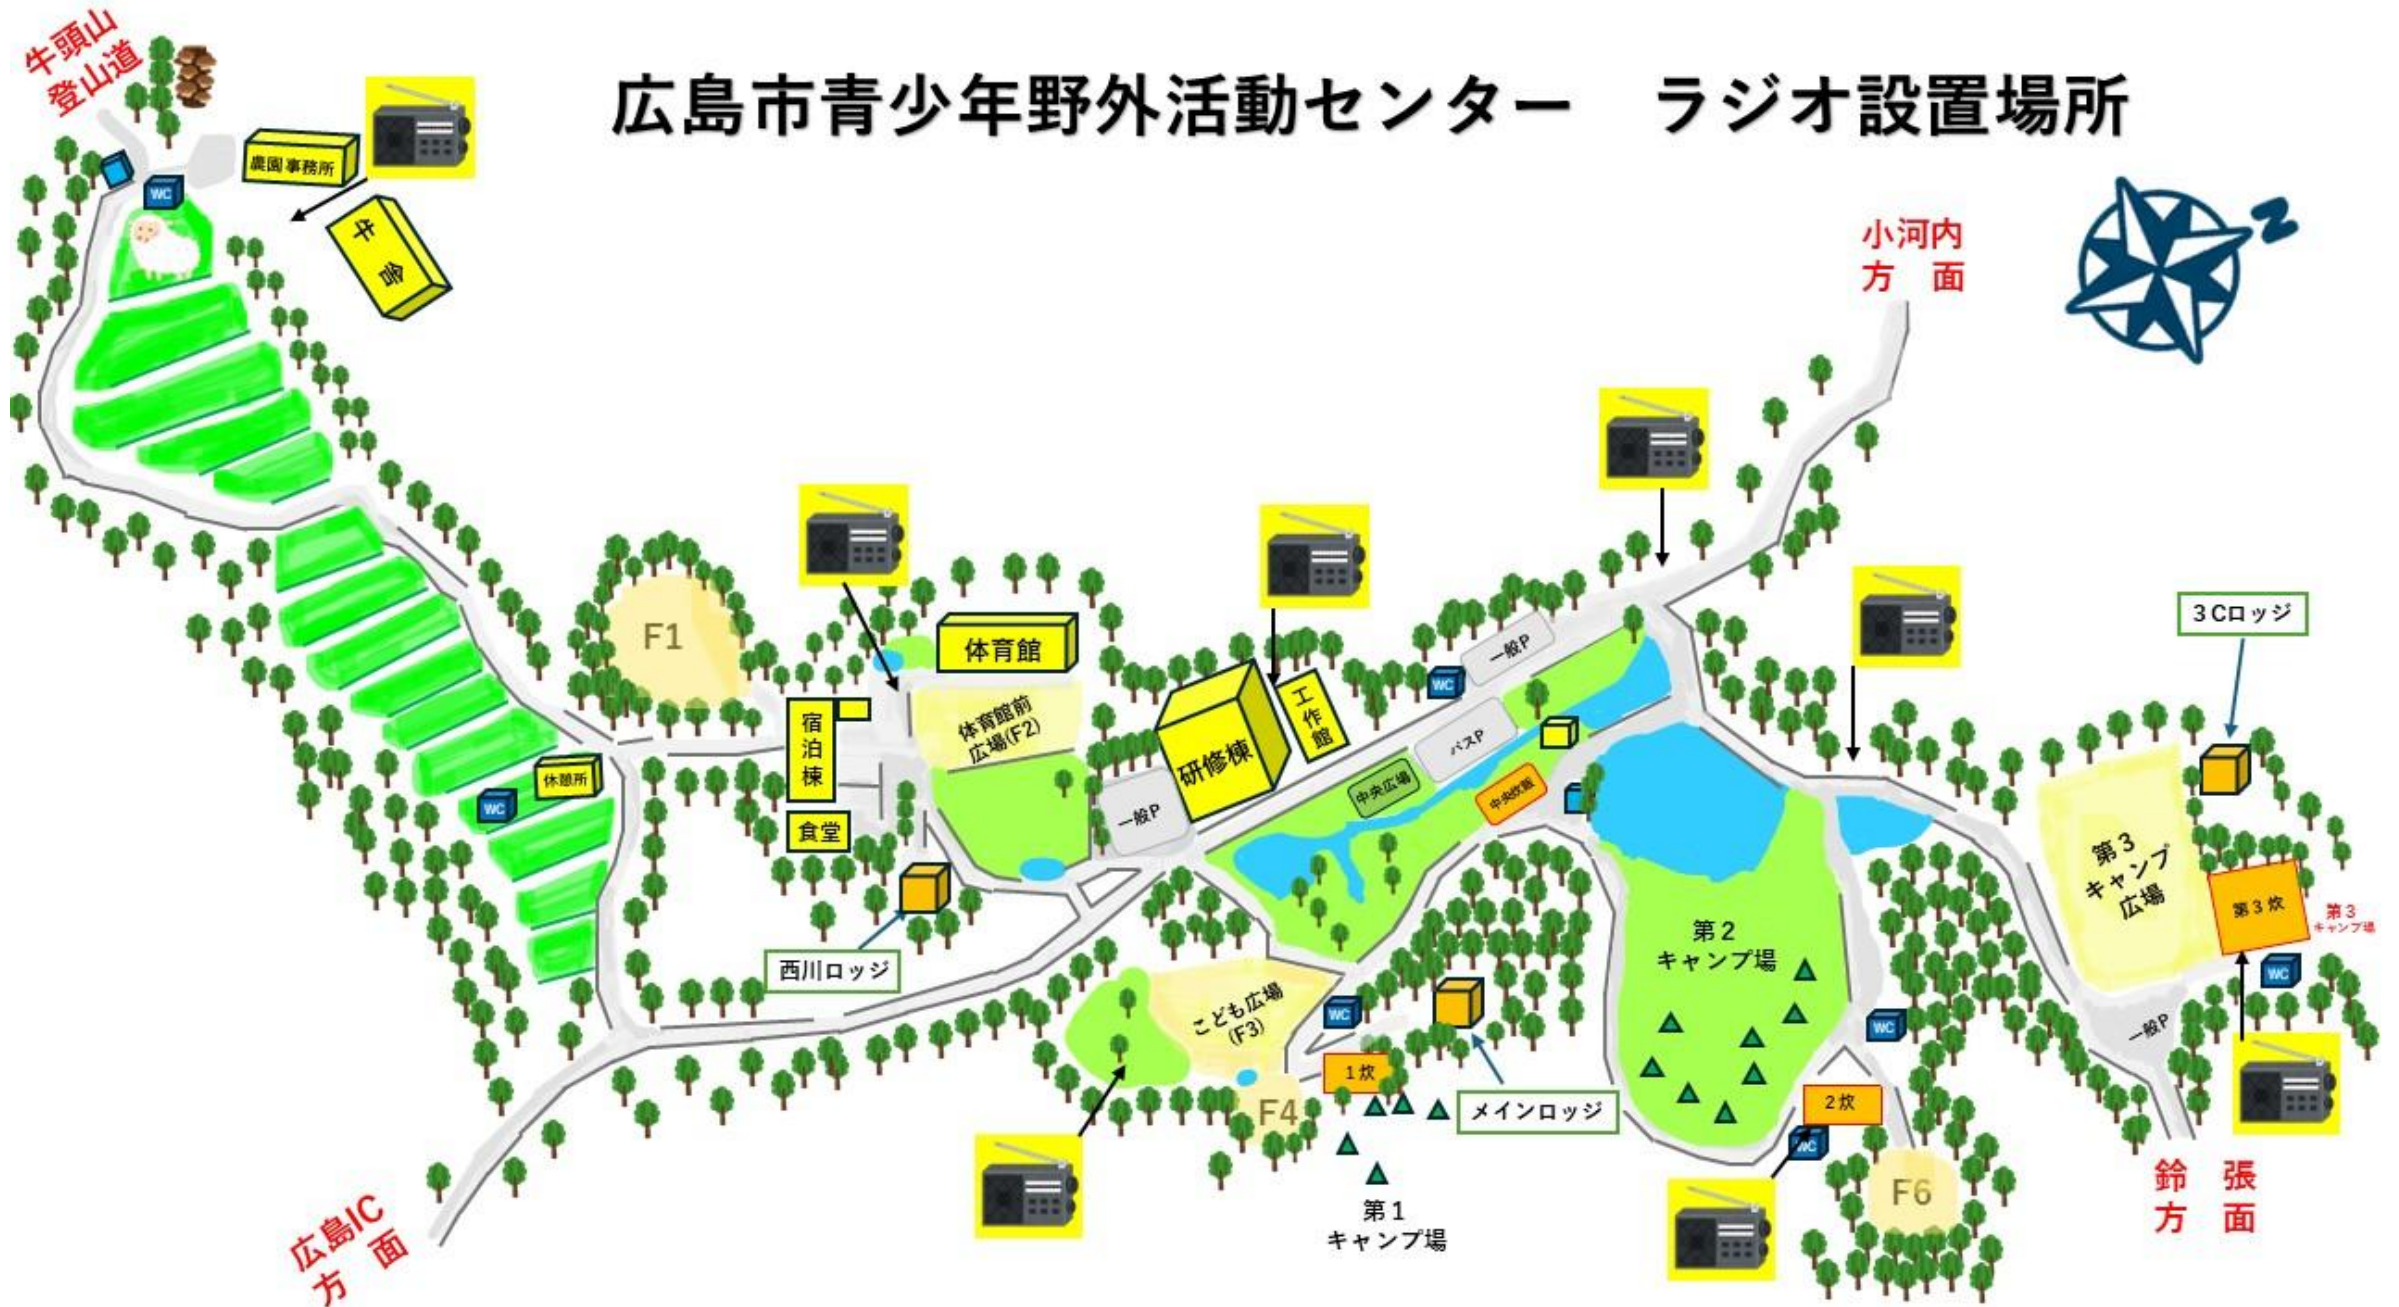 広島市青少年野外活動センター　ラジオ設置場所
牛頭山
登山道
農園事務所
WC
牛舎
小河内
方　面
N
F1
体育館
体育館前
広場(F2)
宿泊棟
食堂
休憩所
WC
西川ロッジ
研修棟
工作館
一般P
一般P
WC
バスP
中央広場
中央炊飯
3Cロッジ
第3
キャンプ
広場
第3炊
第3
キャンプ場
WC
一般P
第2
キャンプ場
WC
2炊
WC
F6
こども広場
(F3)
WC
1炊
F4
メインロッジ
第1
キャンプ場
広島IC
方　面
鈴　張
方　面